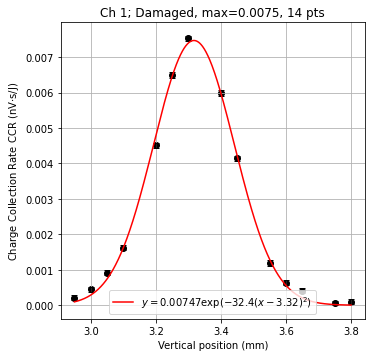 Ch 1; Damaged, max=0.0075, 14 pts
Charge Collection Rate CCR (nV·s/J)
0.007
0.006
0.005
0.004
0.003
0.002
0.001
0.000
y = 0.00747exp(−32.4(x − 3.32)²)
3.0 3.2 3.4 3.6 3.8
Vertical position (mm)